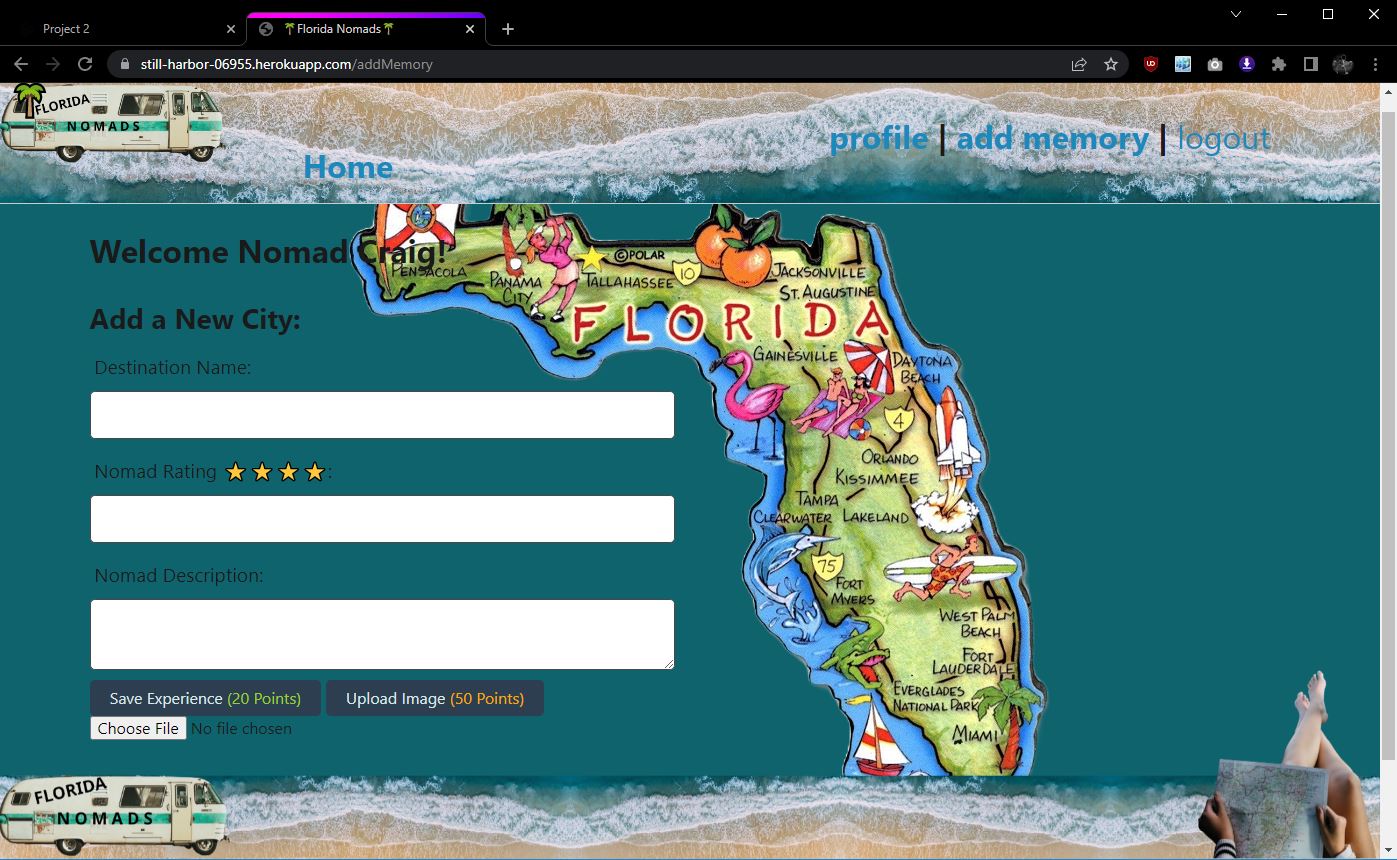 Project 2
🌴Florida Nomads🌴
still-harbor-06955.herokuapp.com/addMemory
FLORIDA
NOMADS
Home
profile | add memory | logout
Welcome Nomad Craig!
Add a New City:
Destination Name:
Nomad Rating ⭐⭐⭐⭐:
Nomad Description:
Save Experience (20 Points)
Upload Image (50 Points)
Choose File No file chosen
PENSACOLA
PANAMA
CITY
TALLAHASSEE
©POLAR
10
JACKSONVILLE
ST. AUGUSTINE
FLORIDA
GAINESVILLE
DAYTONA
BEACH
4
ORLANDO
KISSIMMEE
TAMPA
CLEARWATER LAKELAND
75
FORT
MYERS
WEST PALM
BEACH
FORT
LAUDERDALE
EVERGLADES
NATIONAL PARK
MIAMI
FLORIDA
NOMADS